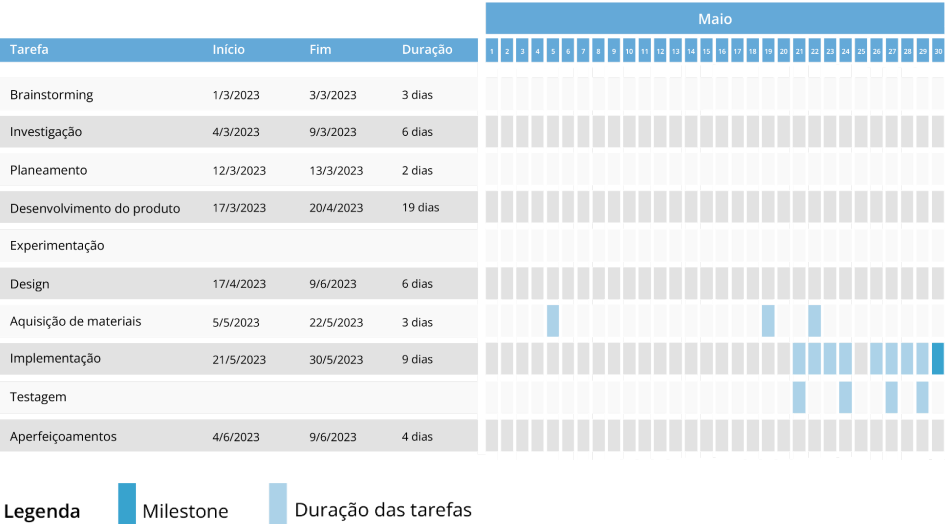 Maio
Tarefa Início Fim Duração 1 2 3 4 5 6 7 8 9 10 11 12 13 14 15 16 17 18 19 20 21 22 23 24 25 26 27 28 29 30
Brainstorming 1/3/2023 3/3/2023 3 dias
Investigação 4/3/2023 9/3/2023 6 dias
Planeamento 12/3/2023 13/3/2023 2 dias
Desenvolvimento do produto 17/3/2023 20/4/2023 19 dias
Experimentação
Design 17/4/2023 9/6/2023 6 dias
Aquisição de materiais 5/5/2023 22/5/2023 3 dias
Implementação 21/5/2023 30/5/2023 9 dias
Testagem
Aperfeiçoamentos 4/6/2023 9/6/2023 4 dias
Legenda Milestone Duração das tarefas